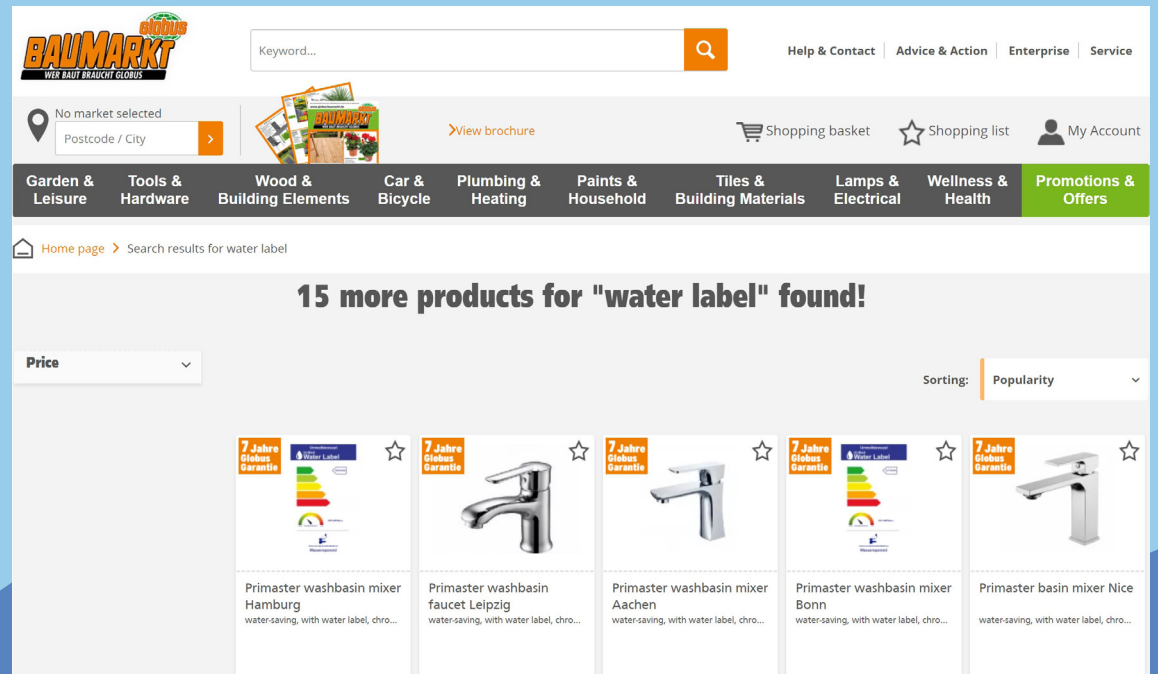 Globus
BAUMARKT
WER BAUT BRAUCHT GLOBUS
Keyword...
Help & Contact
Advice & Action
Enterprise
Service
No market selected
Postcode / City
BAUMARKT
View brochure
Shopping basket
Shopping list
My Account
Garden &
Leisure
Tools &
Hardware
Wood &
Building Elements
Car &
Bicycle
Plumbing &
Heating
Paints &
Household
Tiles &
Building Materials
Lamps &
Electrical
Wellness &
Health
Promotions &
Offers
Home page
Search results for water label
15 more products for "water label" found!
Price
Sorting:
Popularity
7 Jahre
Globus
Garantie
Water Label
7 Jahre
Globus
Garantie
7 Jahre
Globus
Garantie
7 Jahre
Globus
Garantie
Water Label
7 Jahre
Globus
Garantie
Primaster washbasin mixer
Hamburg
water-saving, with water label, chro...
Primaster washbasin
faucet Leipzig
water-saving, with water label, chro...
Primaster washbasin mixer
Aachen
water-saving, with water label, chro...
Primaster washbasin mixer
Bonn
water-saving, with water label, chro...
Primaster basin mixer Nice
water-saving, with water label, chro...